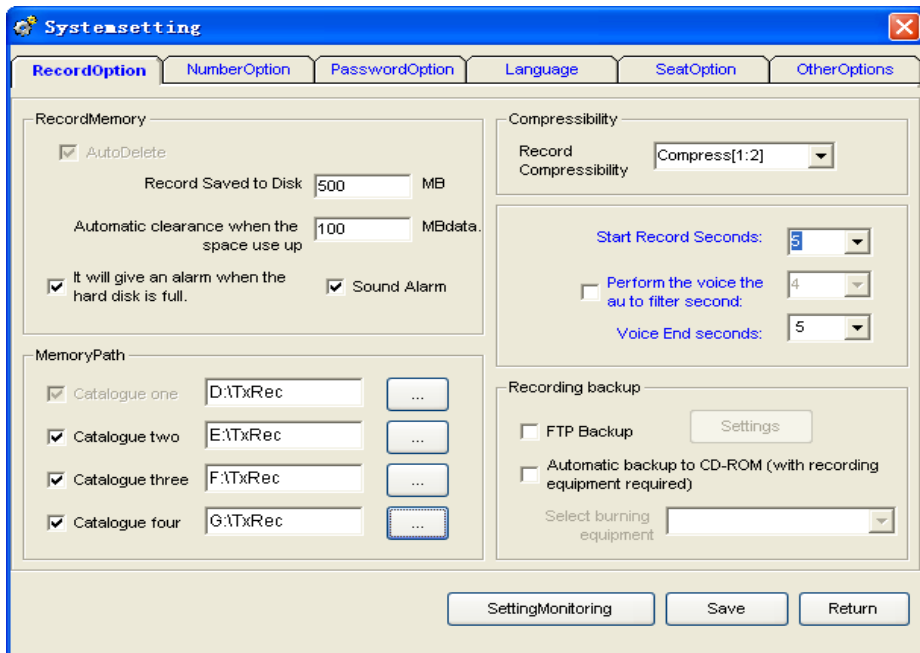 Systemsetting
RecordOption
NumberOption
PasswordOption
Language
SeatOption
OtherOptions
RecordMemory
AutoDelete
Record Saved to Disk 500 MB
Automatic clearance when the
space use up
100 MBdata.
It will give an alarm when the
hard disk is full.
Sound Alarm
MemoryPath
Catalogue one D:\TxRec ...
Catalogue two E:\TxRec ...
Catalogue three F:\TxRec ...
Catalogue four G:\TxRec ...
Compressibility
Record
Compressibility
Compress[1:2]
Start Record Seconds: 5
Perform the voice the
au to filter second:
4
Voice End seconds: 5
Recording backup
FTP Backup Settings
Automatic backup to CD-ROM (with recording
equipment required)
Select burning
equipment
SettingMonitoring
Save
Return